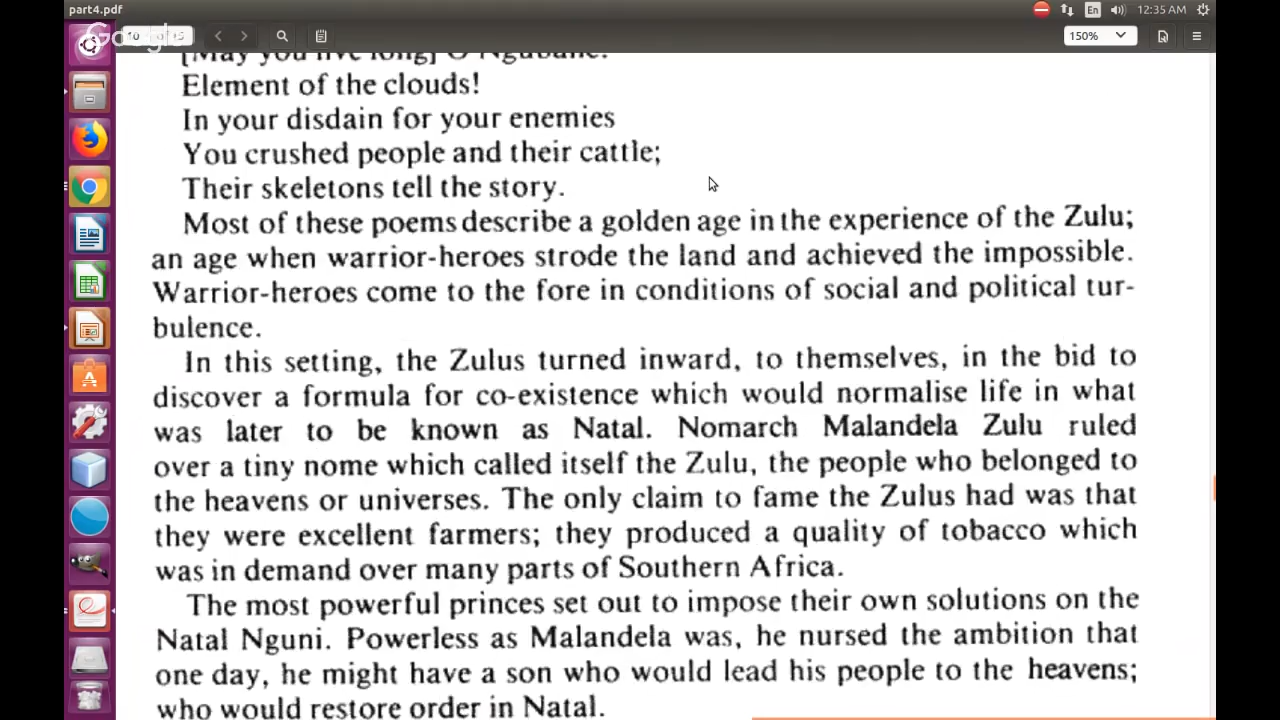 part4.pdf
En
12:35 AM
Google
150%
[May you live long] O Ngubane!
Element of the clouds!
In your disdain for your enemies
You crushed people and their cattle;
Their skeletons tell the story.
Most of these poems describe a golden age in the experience of the Zulu;
an age when warrior-heroes strode the land and achieved the impossible.
Warrior-heroes come to the fore in conditions of social and political tur-
bulence.
In this setting, the Zulus turned inward, to themselves, in the bid to
discover a formula for co-existence which would normalise life in what
was later to be known as Natal. Nomarch Malandela Zulu ruled
over a tiny nome which called itself the Zulu, the people who belonged to
the heavens or universes. The only claim to fame the Zulus had was that
they were excellent farmers; they produced a quality of tobacco which
was in demand over many parts of Southern Africa.
The most powerful princes set out to impose their own solutions on the
Natal Nguni. Powerless as Malandela was, he nursed the ambition that
one day, he might have a son who would lead his people to the heavens;
who would restore order in Natal.